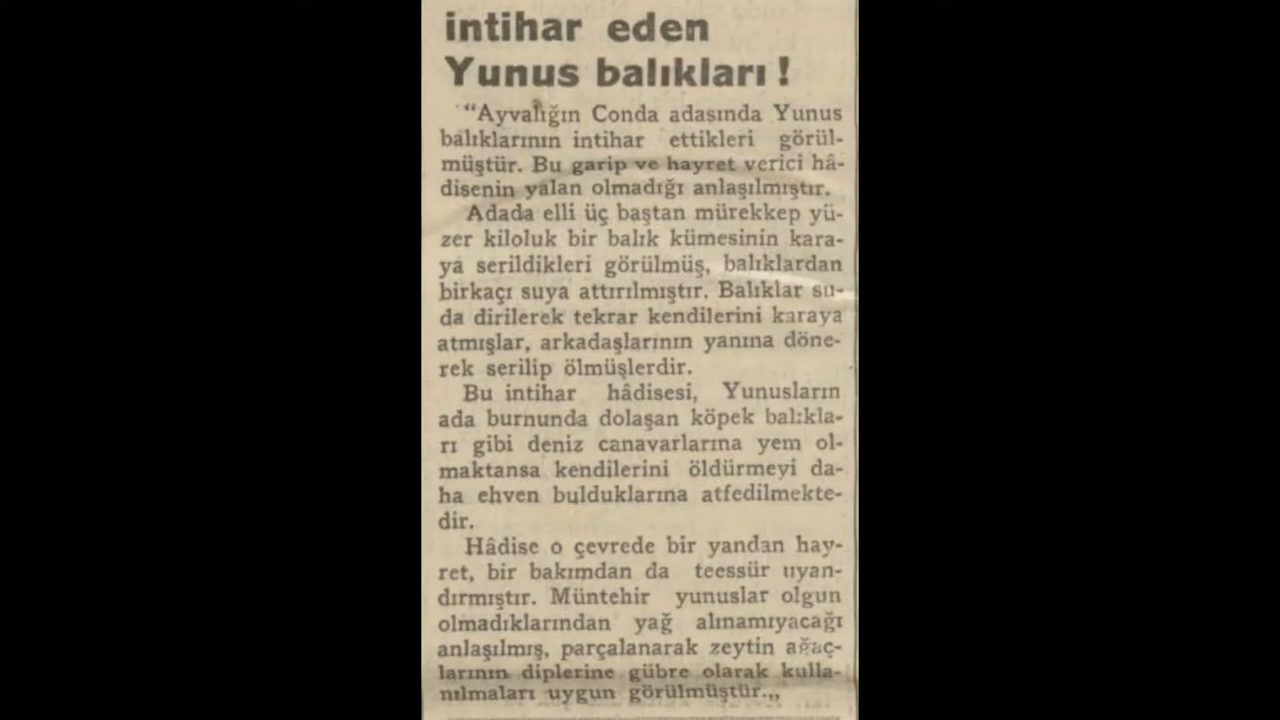 intihar eden
Yunus balıkları !
“Ayvalığın Conda adasında Yunus
balıklarının intihar ettikleri görül-
müştür. Bu garip ve hayret verici hâ-
disenin yalan olmadığı anlaşılmıştır.
Adada elli üç baştan mürekkep yü-
zer kiloluk bir balık kümesinin kara-
ya serildikleri görülmüş, balıklardan
birkaçı suya attırılmıştır. Balıklar su-
da dirilerek tekrar kendilerini karaya
atmışlar, arkadaşlarının yanına döne-
rek serilip ölmüşlerdir.
Bu intihar hâdisesi, Yunusların
ada burnunda dolaşan köpek balıkla-
rı gibi deniz canavarlarına yem ol-
maktansa kendilerini öldürmeyi da-
ha ehven bulduklarına atfedilmekte-
dir.
Hâdise o çevrede bir yandan hay-
ret, bir bakımdan da teessür uyan-
dırmıştır. Müntehir yunuslar olgun
olmadıklarından yağ alınamıyacağı
anlaşılmış, parçalanarak zeytin ağaç-
larının diplerine gübre olarak kulla-
nılmaları uygun görülmüştür.„